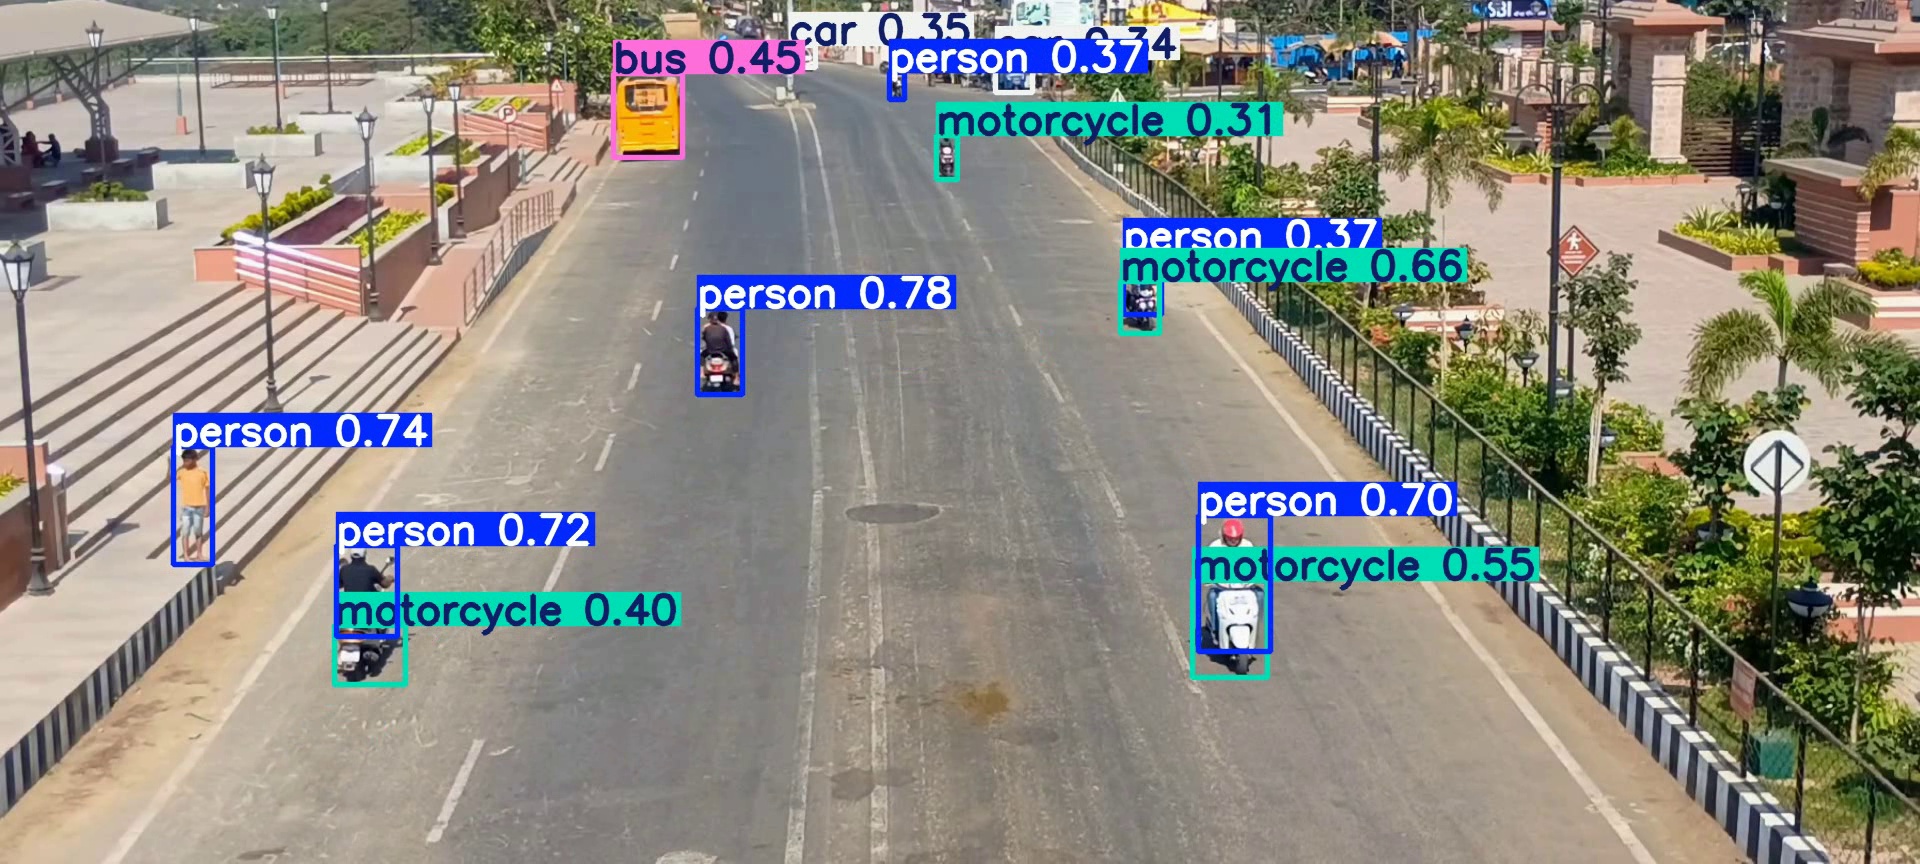 car 0.35
bus 0.45
person 0.37
SBI
motorcycle 0.31
person 0.37
motorcycle 0.66
person 0.78
person 0.74
person 0.72
person 0.70
motorcycle 0.55
motorcycle 0.40